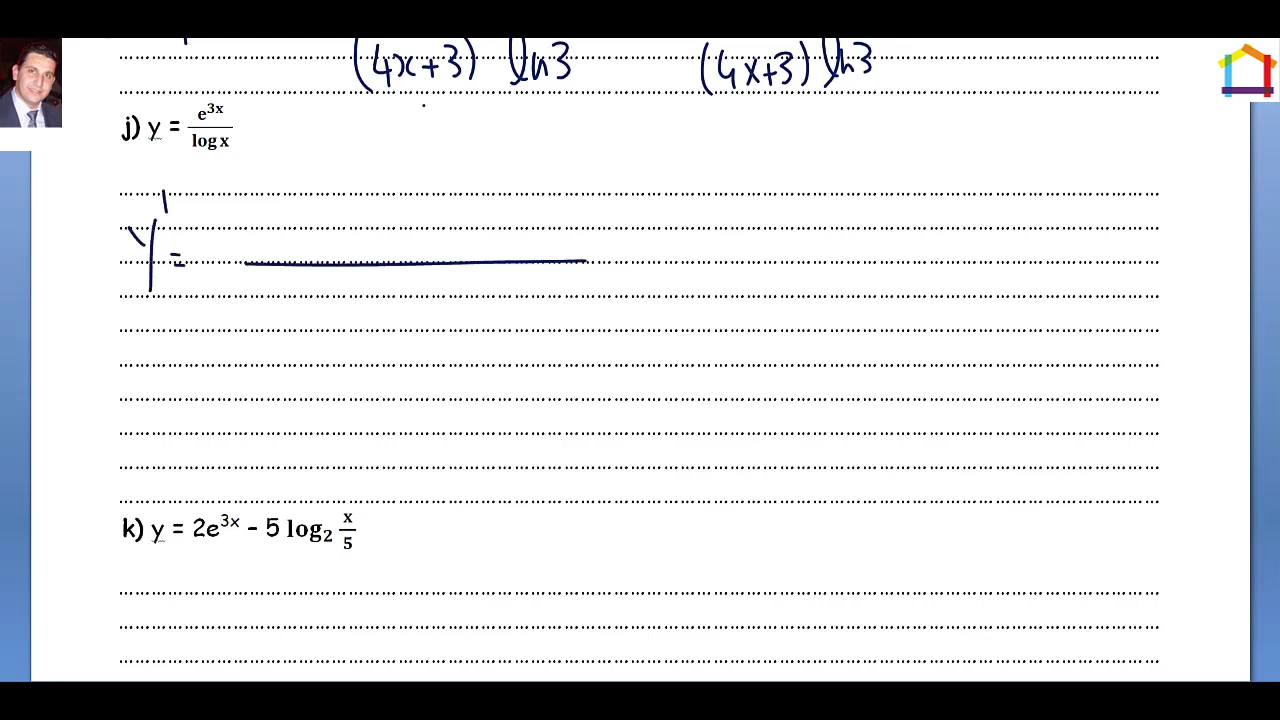 (4x+3) ln3 (4x+3) ln3
j) y = e^{3x} / log x
y' =
k) y = 2e^{3x} – 5 log₂ x/5